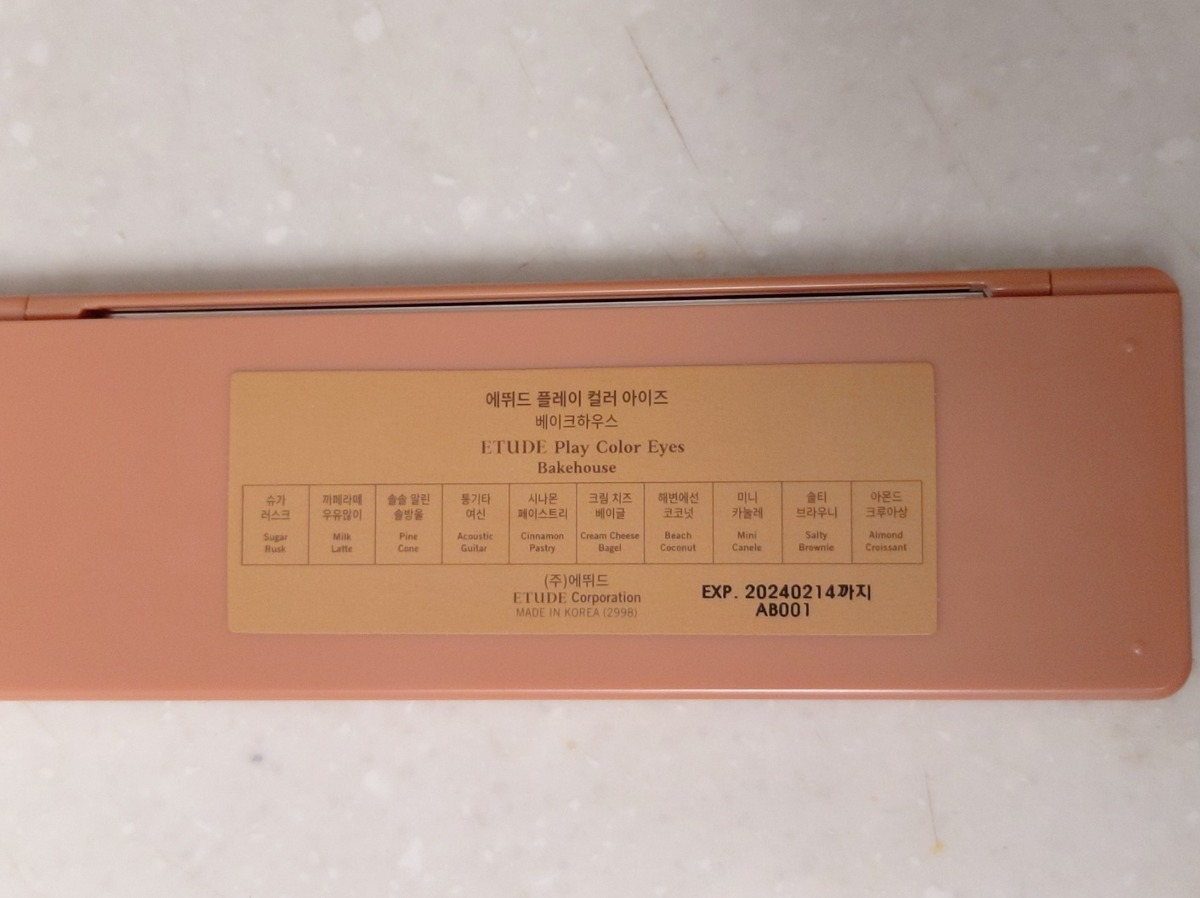 에뛰드 플레이 컬러 아이즈
베이크하우스
ETUDE Play Color Eyes
Bakehouse
슈가
러스크
Sugar
Rusk
까페라떼
우유많이
Milk
Latte
솔솔 말린
솔방울
Pine
Cone
통기타
여신
Acoustic
Guitar
시나몬
페이스트리
Cinnamon
Pastry
크림 치즈
베이글
Cream Cheese
Bagel
해변에선
코코넛
Beach
Coconut
미니
카눌레
Mini
Canele
솔티
브라우니
Salty
Brownie
아몬드
크루아상
Almond
Croissant
(주)에뛰드
ETUDE Corporation
MADE IN KOREA (2998)
EXP. 20240214까지
AB001